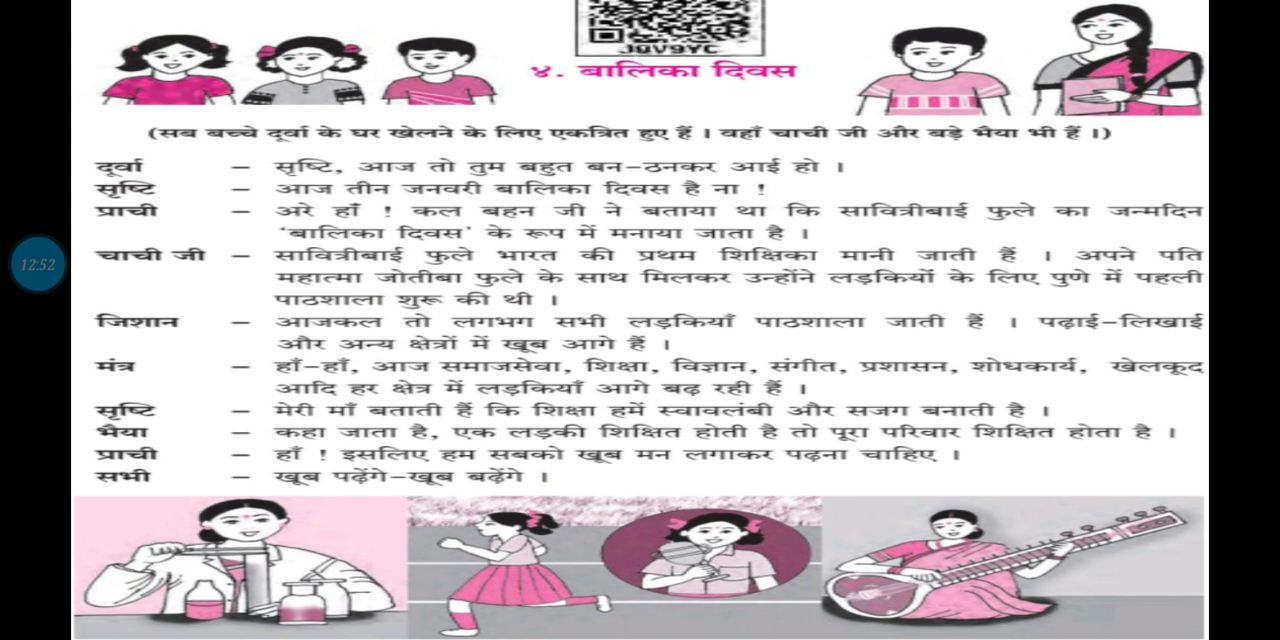 J9V9YC
४. बालिका दिवस
(सब बच्चे दूर्वा के घर खेलने के लिए एकत्रित हुए हैं । वहाँ चाची जी और बड़े भैया भी हैं ।)
दूर्वा – सृष्टि, आज तो तुम बहुत बन-ठनकर आई हो ।
सृष्टि – आज तीन जनवरी बालिका दिवस है ना !
प्राची – अरे हाँ ! कल बहन जी ने बताया था कि सावित्रीबाई फुले का जन्मदिन
‘बालिका दिवस’ के रूप में मनाया जाता है ।
चाची जी – सावित्रीबाई फुले भारत की प्रथम शिक्षिका मानी जाती हैं । अपने पति
12:52
महात्मा जोतीबा फुले के साथ मिलकर उन्होंने लड़कियों के लिए पुणे में पहली
पाठशाला शुरू की थी ।
जिशान – आजकल तो लगभग सभी लड़कियाँ पाठशाला जाती हैं । पढ़ाई-लिखाई
और अन्य क्षेत्रों में खूब आगे हैं ।
मंत्र – हाँ-हाँ, आज समाजसेवा, शिक्षा, विज्ञान, संगीत, प्रशासन, शोधकार्य, खेलकूद
आदि हर क्षेत्र में लड़कियाँ आगे बढ़ रही हैं ।
सृष्टि – मेरी माँ बताती हैं कि शिक्षा हमें स्वावलंबी और सजग बनाती है ।
भैया – कहा जाता है, एक लड़की शिक्षित होती है तो पूरा परिवार शिक्षित होता है ।
प्राची – हाँ ! इसलिए हम सबको खूब मन लगाकर पढ़ना चाहिए ।
सभी – खूब पढ़ेंगे-खूब बढ़ेंगे ।